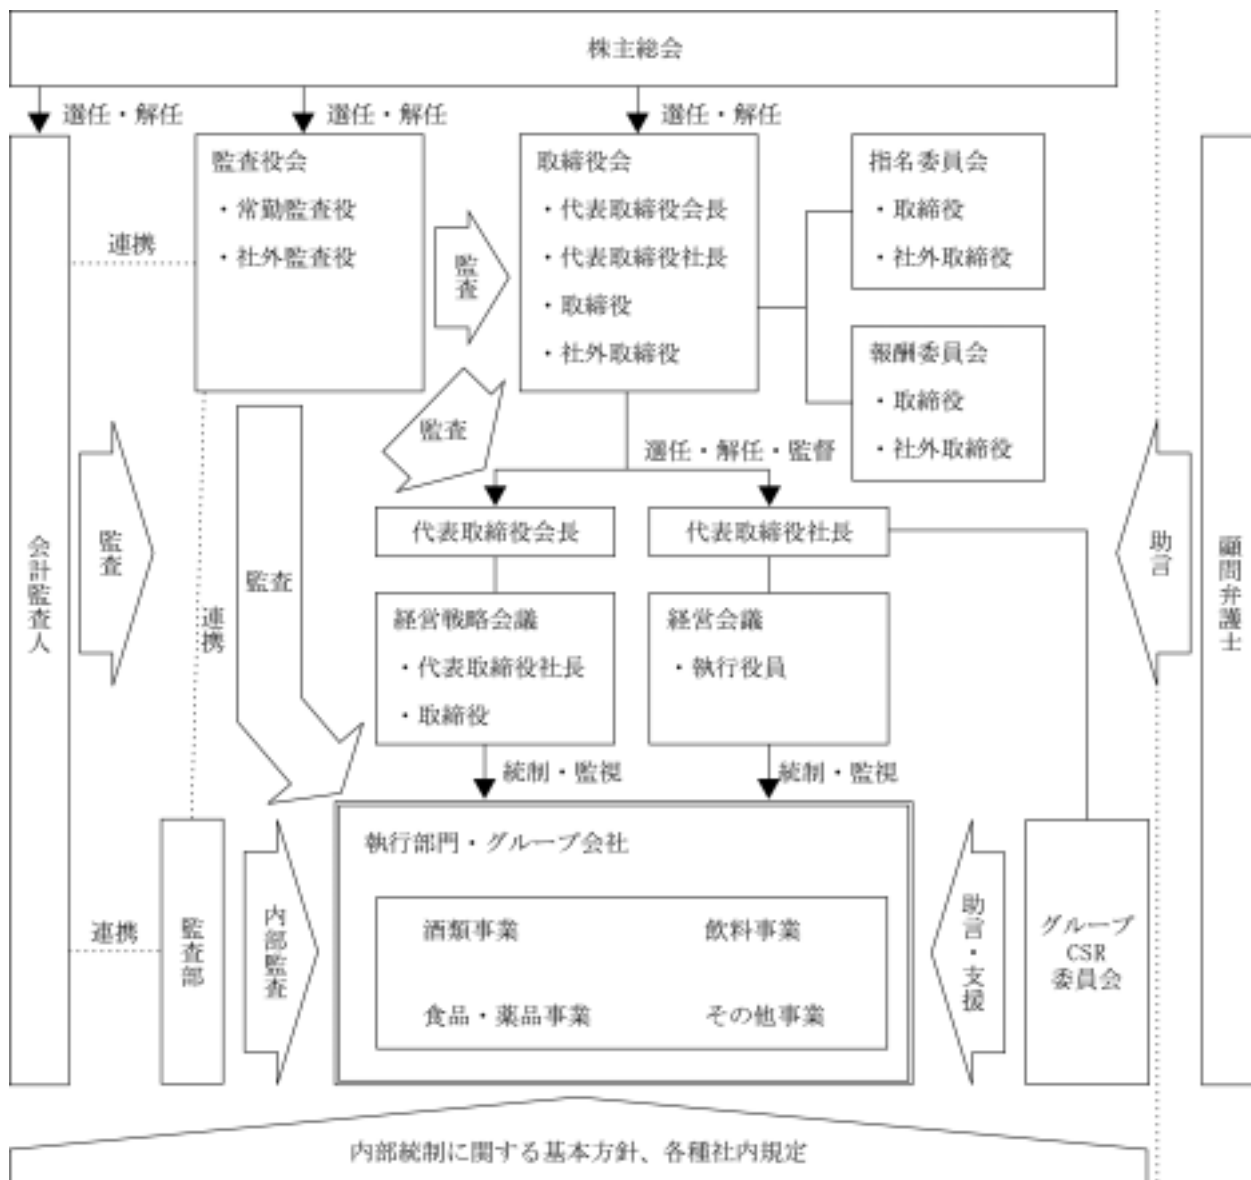 株主総会
選任・解任
選任・解任
選任・解任
監査役会
・常勤監査役
・社外監査役
取締役会
・代表取締役会長
・代表取締役社長
・取締役
・社外取締役
指名委員会
・取締役
・社外取締役
報酬委員会
・取締役
・社外取締役
連携
監査
監査
選任・解任・監督
会計監査人
監査
連携
監査
代表取締役会長
代表取締役社長
助言
顧問弁護士
経営戦略会議
・代表取締役社長
・取締役
経営会議
・執行役員
統制・監視
統制・監視
連携
監査部
内部監査
執行部門・グループ会社
酒類事業
飲料事業
食品・薬品事業
その他事業
助言・支援
グループ
CSR
委員会
内部統制に関する基本方針、各種社内規定